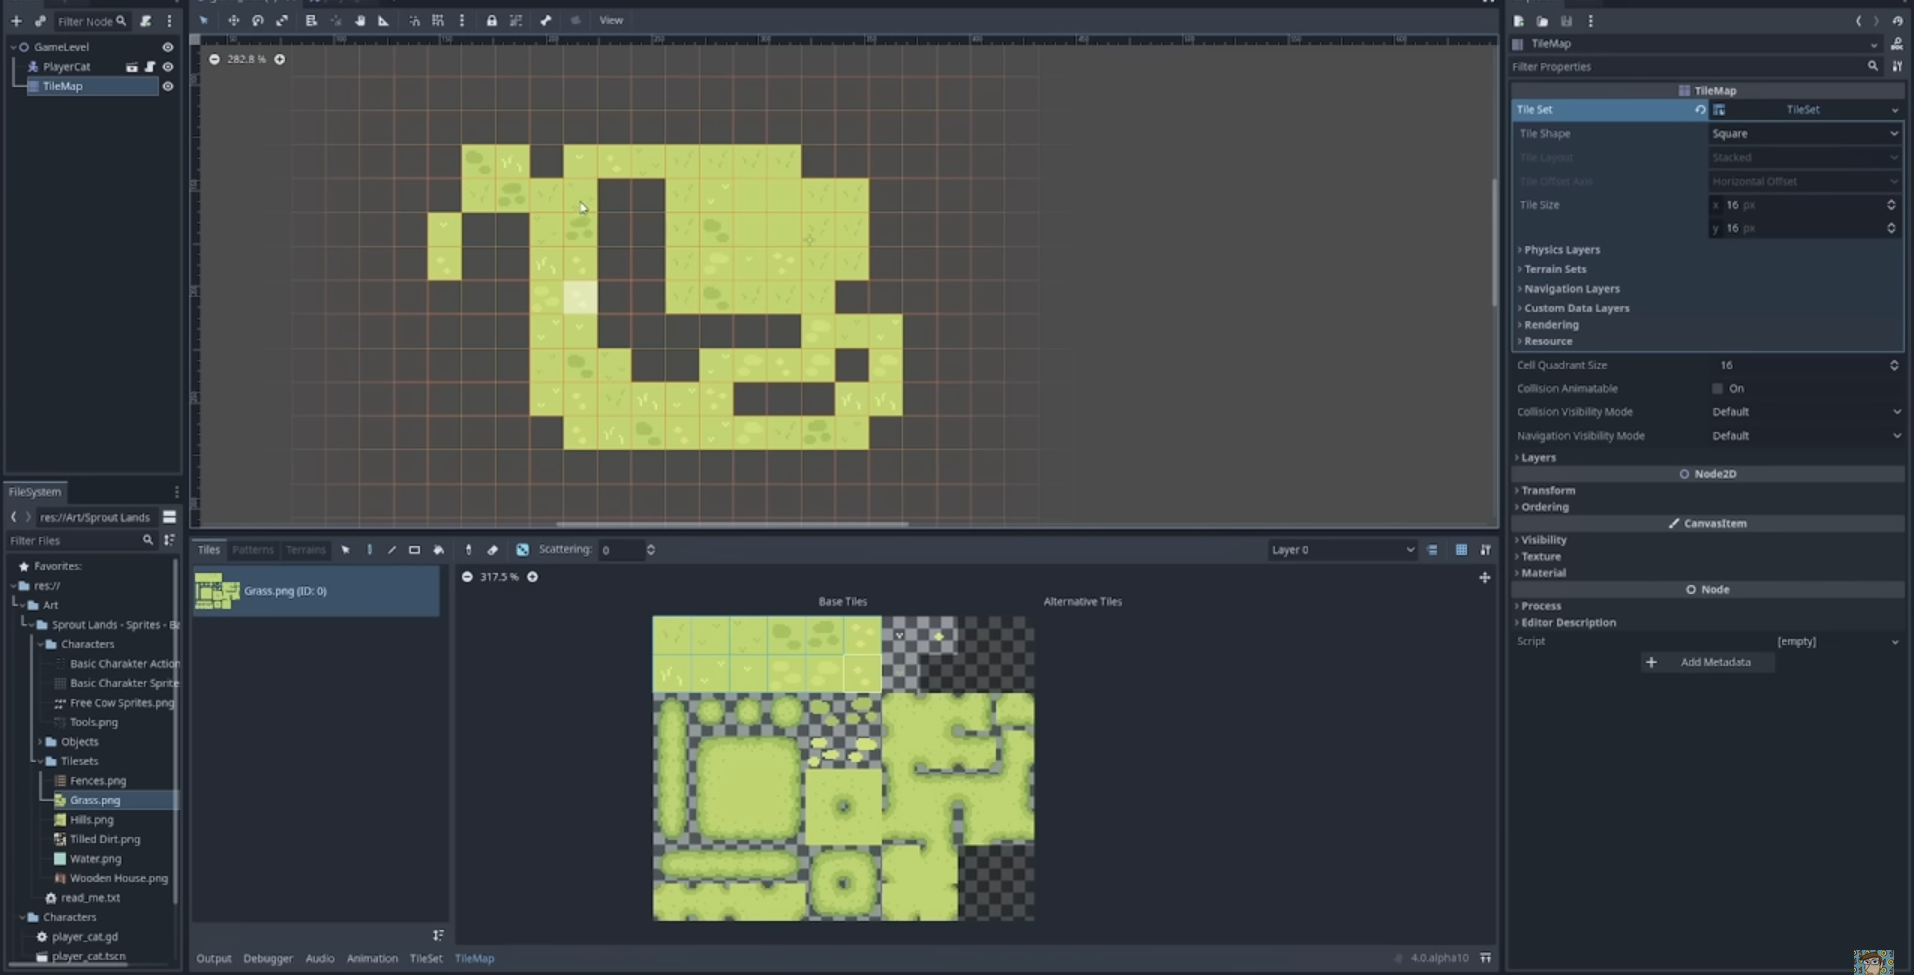 Filter Node
View
GameLevel
PlayerCat
TileMap
282.8 %
TileMap
Filter Properties
TileMap
Tile Set
TileSet
Tile Shape
Square
Tile Layout
Stacked
Tile Offset Axis
Horizontal Offset
Tile Size
x 16 px
y 16 px
Physics Layers
Terrain Sets
Navigation Layers
Custom Data Layers
Rendering
Resource
Cell Quadrant Size
16
Collision Animatable
On
Collision Visibility Mode
Default
Navigation Visibility Mode
Default
Layers
Node2D
Transform
Ordering
CanvasItem
Visibility
Texture
Material
Node
Process
Editor Description
Script
[empty]
Add Metadata
FileSystem
res://Art/Sprout Lands
Filter Files
Favorites:
res://
Art
Sprout Lands - Sprites - Ba
Characters
Basic Charakter Action
Basic Charakter Sprite
Free Cow Sprites.png
Tools.png
Objects
Tilesets
Fences.png
Grass.png
Hills.png
Tilled Dirt.png
Water.png
Wooden House.png
read_me.txt
Characters
player_cat.gd
player_cat.tscn
Tiles
Patterns
Terrains
Scattering:
0
Layer 0
Grass.png (ID: 0)
317.5 %
Base Tiles
Alternative Tiles
Output
Debugger
Audio
Animation
TileSet
TileMap
4.0.alpha10